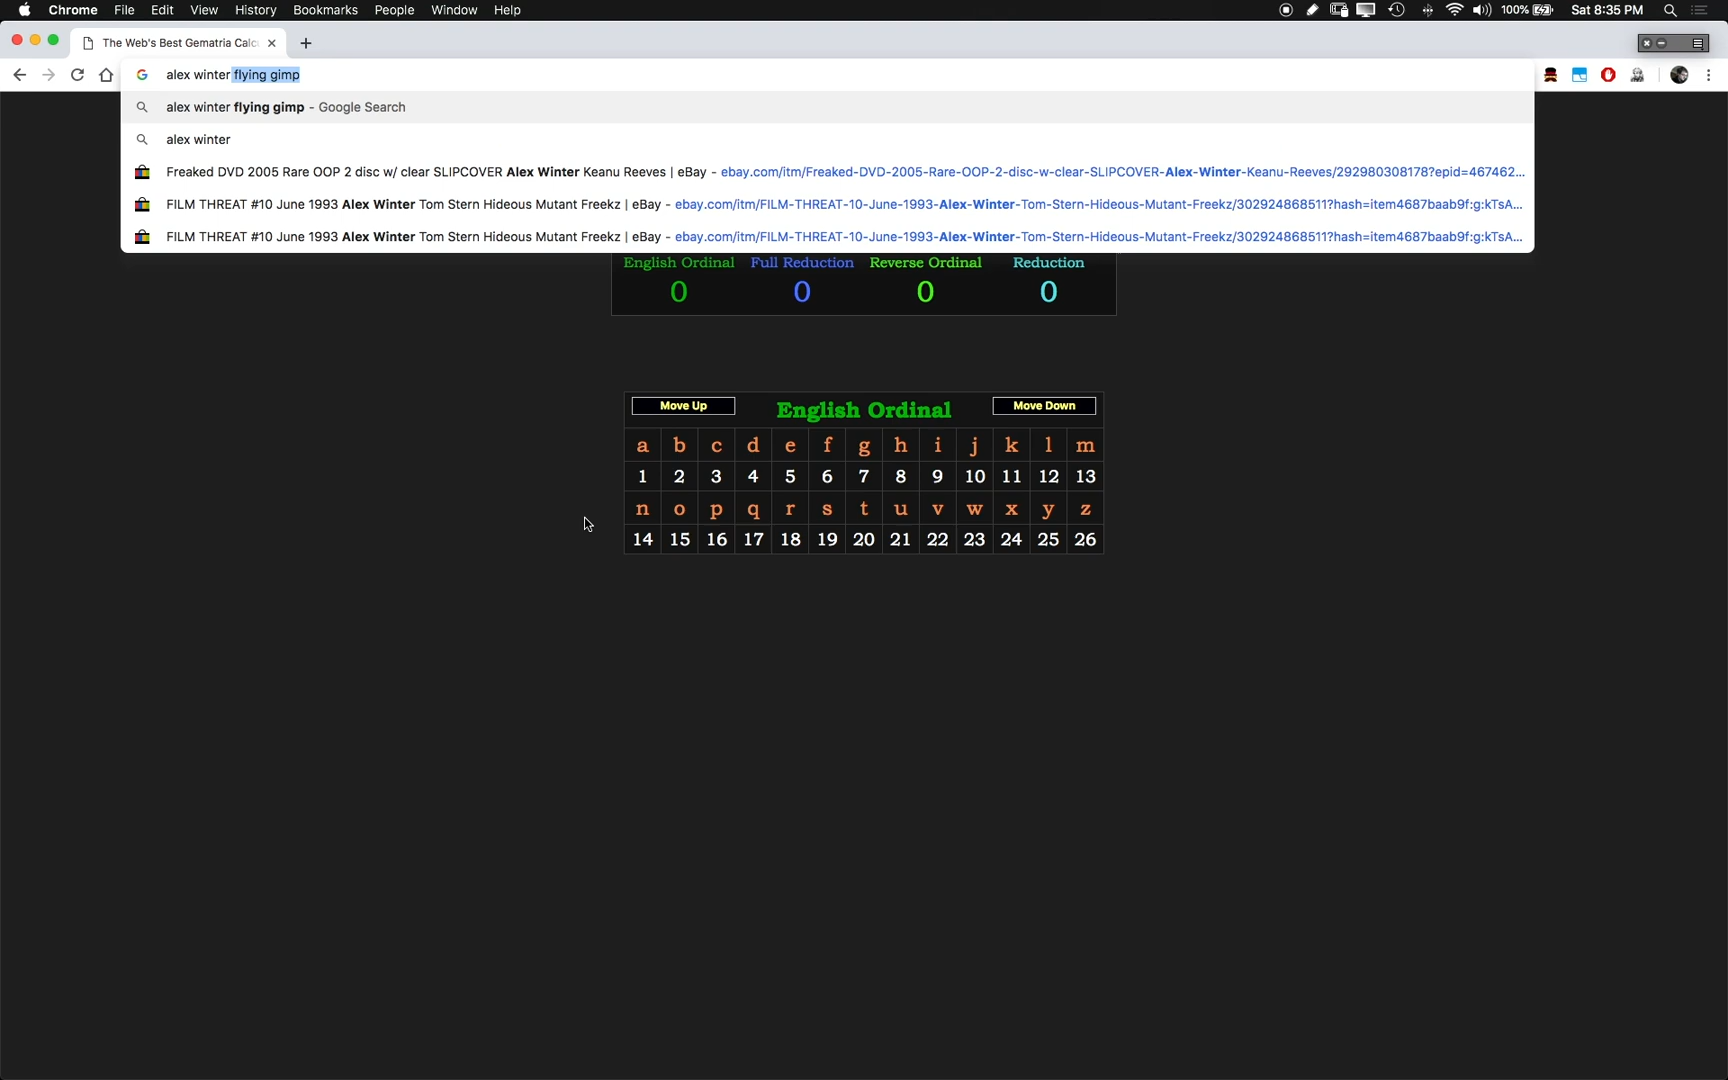 Chrome File Edit View History Bookmarks People Window Help 100% Sat 8:35 PM
The Web's Best Gematria Calc
alex winter flying gimp
alex winter flying gimp - Google Search
alex winter
Freaked DVD 2005 Rare OOP 2 disc w/ clear SLIPCOVER Alex Winter Keanu Reeves | eBay - ebay.com/itm/Freaked-DVD-2005-Rare-OOP-2-disc-w-clear-SLIPCOVER-Alex-Winter-Keanu-Reeves/292980308178?epid=467462...
FILM THREAT #10 June 1993 Alex Winter Tom Stern Hideous Mutant Freekz | eBay - ebay.com/itm/FILM-THREAT-10-June-1993-Alex-Winter-Tom-Stern-Hideous-Mutant-Freekz/302924868511?hash=item4687baab9f:g:kTsA...
FILM THREAT #10 June 1993 Alex Winter Tom Stern Hideous Mutant Freekz | eBay - ebay.com/itm/FILM-THREAT-10-June-1993-Alex-Winter-Tom-Stern-Hideous-Mutant-Freekz/302924868511?hash=item4687baab9f:g:kTsA...
English Ordinal Full Reduction Reverse Ordinal Reduction
0 0 0 0
Move Up English Ordinal Move Down
a b c d e f g h i j k l m
1 2 3 4 5 6 7 8 9 10 11 12 13
n o p q r s t u v w x y z
14 15 16 17 18 19 20 21 22 23 24 25 26